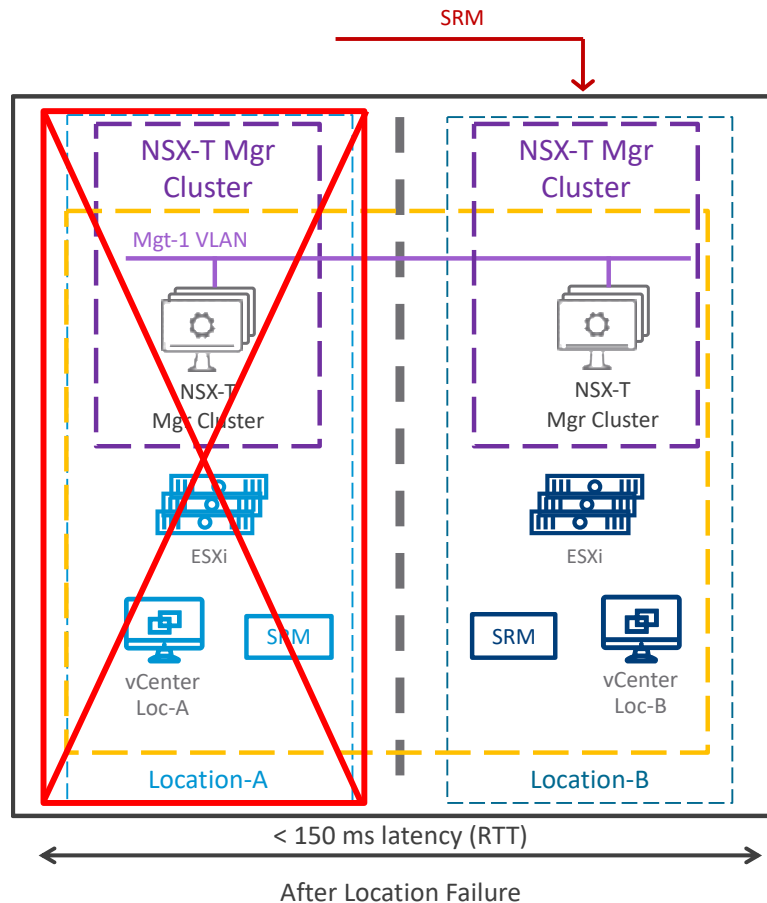 SRM
NSX-T Mgr
Cluster
NSX-T Mgr
Cluster
Mgt-1 VLAN
NSX-T
Mgr Cluster
NSX-T
Mgr Cluster
ESXi
ESXi
SRM
SRM
vCenter
Loc-A
vCenter
Loc-B
Location-A
Location-B
< 150 ms latency (RTT)
After Location Failure